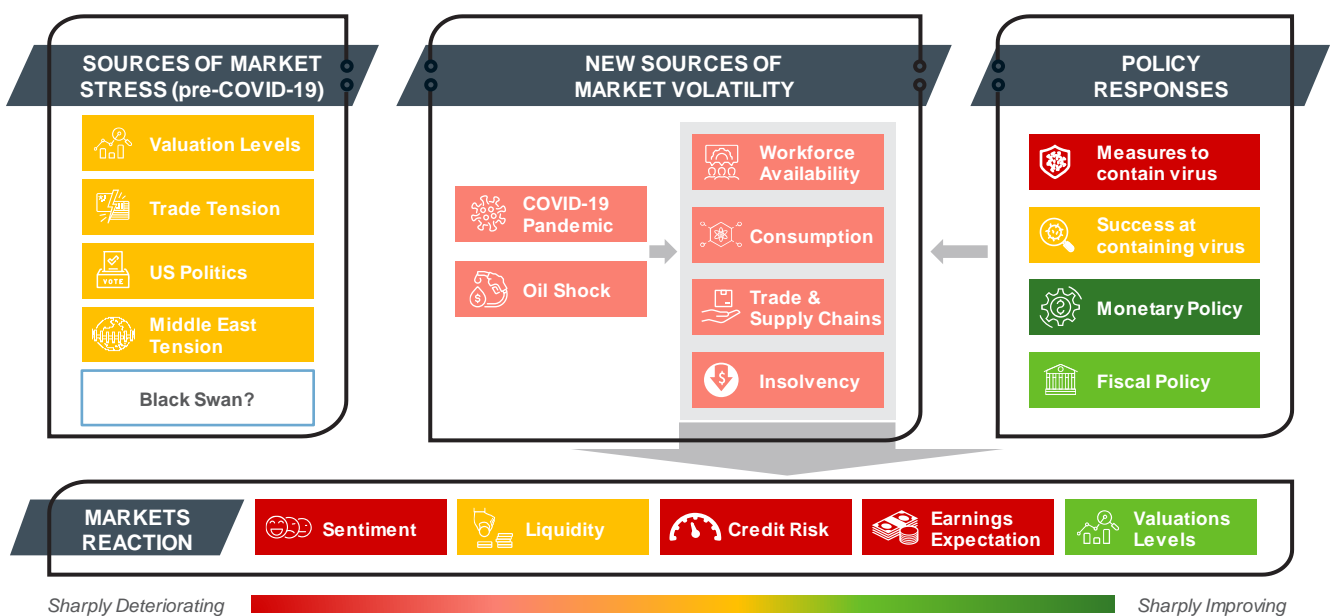 SOURCES OF MARKET
STRESS (pre-COVID-19)
Valuation Levels
Trade Tension
US Politics
VOTE
Middle East
Tension
Black Swan?
NEW SOURCES OF
MARKET VOLATILITY
COVID-19
Pandemic
Oil Shock
$
Workforce
Availability
Consumption
Trade &
Supply Chains
Insolvency
$
POLICY
RESPONSES
Measures to
contain virus
Success at
containing virus
Monetary Policy
Fiscal Policy
MARKETS
REACTION
Sentiment
Liquidity
Credit Risk
Earnings
Expectation
Valuations
Levels
Sharply Deteriorating
Sharply Improving